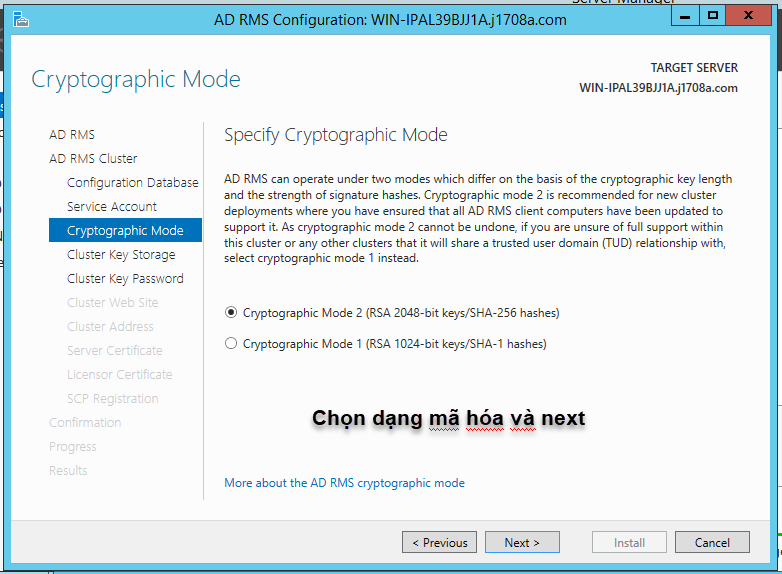 Server Manager
AD RMS Configuration: WIN-IPAL39BJJ1A.j1708a.com
Cryptographic Mode
TARGET SERVER
WIN-IPAL39BJJ1A.j1708a.com
AD RMS
AD RMS Cluster
Configuration Database
Service Account
Cryptographic Mode
Cluster Key Storage
Cluster Key Password
Cluster Web Site
Cluster Address
Server Certificate
Licensor Certificate
SCP Registration
Confirmation
Progress
Results
Specify Cryptographic Mode
AD RMS can operate under two modes which differ on the basis of the cryptographic key length
and the strength of signature hashes. Cryptographic mode 2 is recommended for new cluster
deployments where you have ensured that all AD RMS client computers have been updated to
support it. As cryptographic mode 2 cannot be undone, if you are unsure of full support within
this cluster or any other clusters that it will share a trusted user domain (TUD) relationship with,
select cryptographic mode 1 instead.
Cryptographic Mode 2 (RSA 2048-bit keys/SHA-256 hashes)
Cryptographic Mode 1 (RSA 1024-bit keys/SHA-1 hashes)
Chọn dạng mã hóa và next
More about the AD RMS cryptographic mode
< Previous
Next >
Install
Cancel